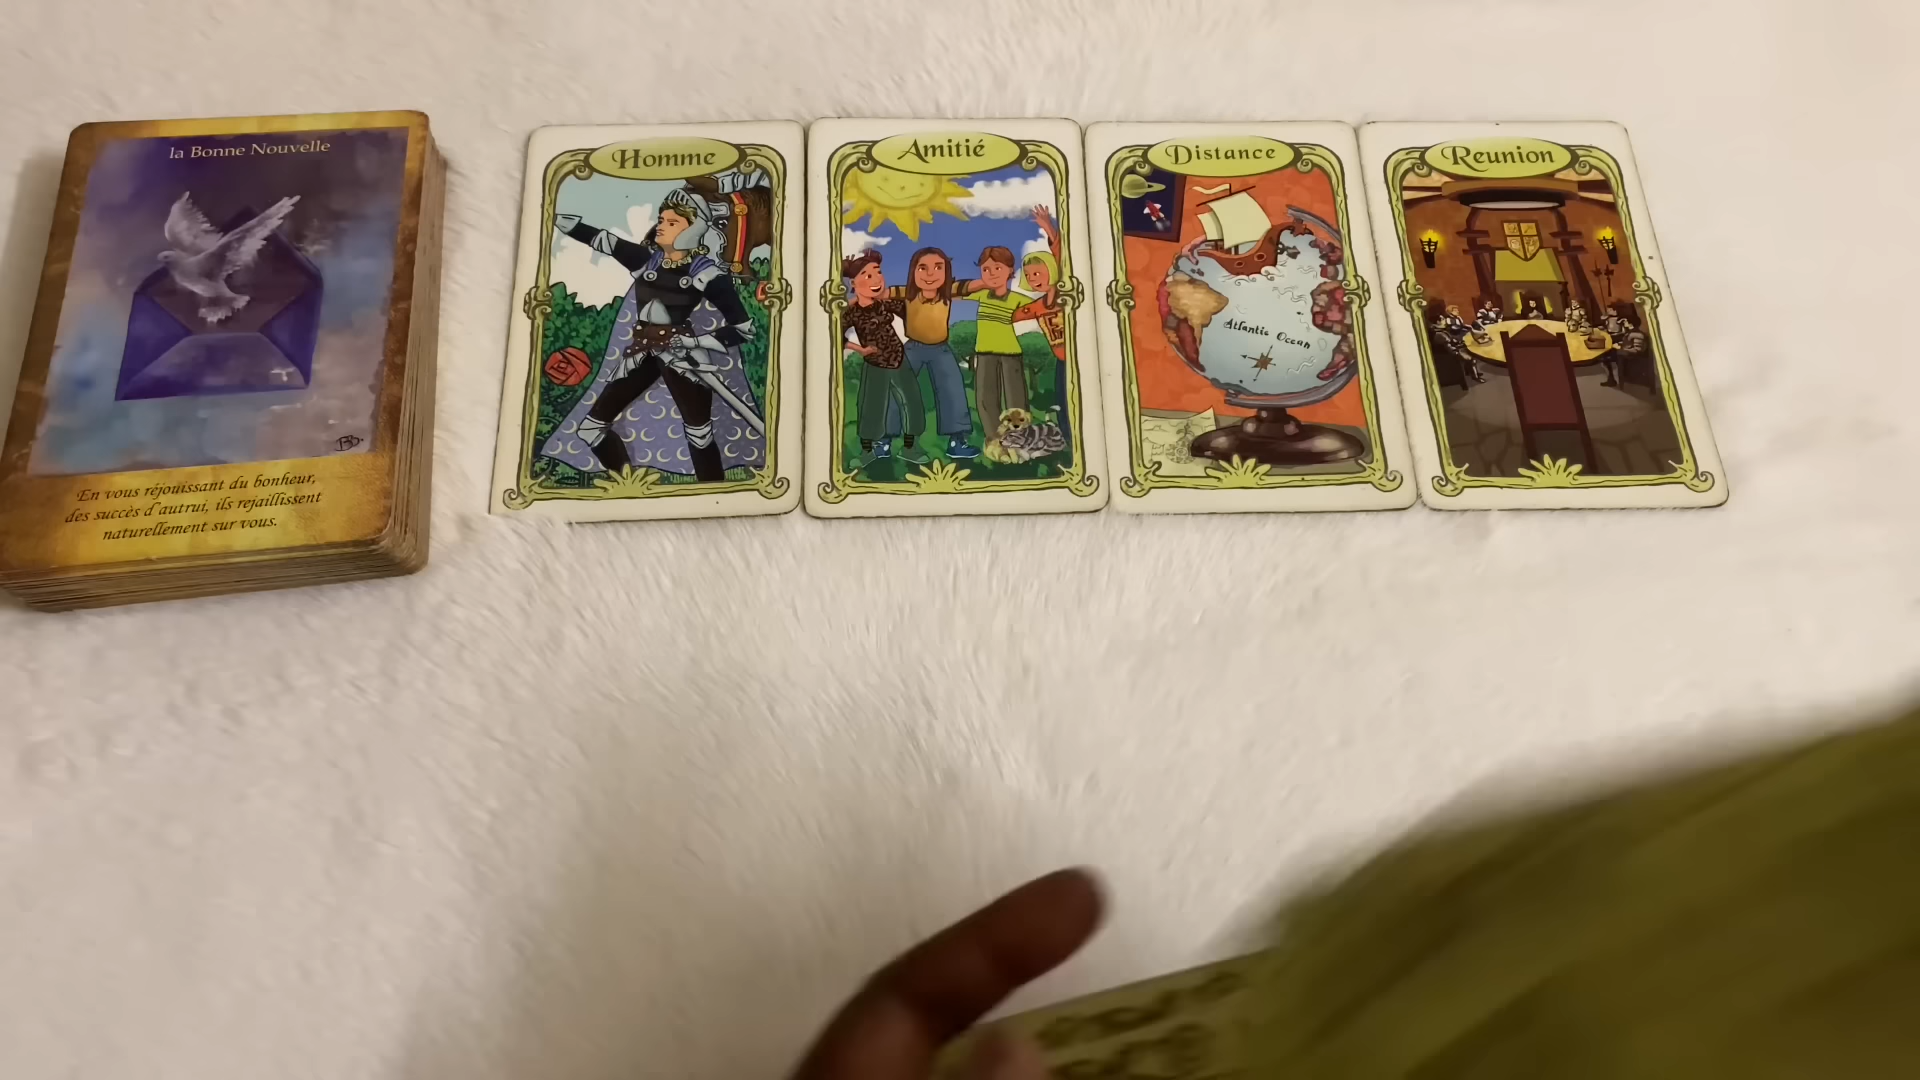 la Bonne Nouvelle
En vous réjouissant du bonheur,
des succès d'autrui, ils rejaillissent
naturellement sur vous.
Homme
Amitié
Distance
Atlantic
Ocean
Reunion